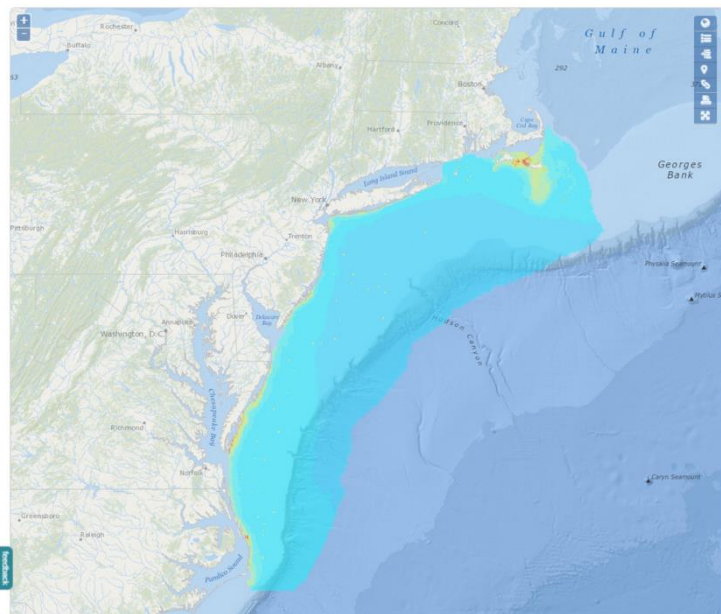 +
−
Rochester
Concord
Buffalo
Gulf of
Maine
Albany
292
Boston
Hartford
Providence
Cape
Cod Bay
Long Island Sound
Georges
Bank
New York
Pittsburgh
Harrisburg
Trenton
Philadelphia
Physalia Seamount
Annapolis
Dover
Delaware
Bay
Washington, D.C.
Hudson Canyon
Chesapeake Bay
Richmond
Norfolk
Caryn Seamount
Greensboro
Raleigh
Pamlico Sound
feedback